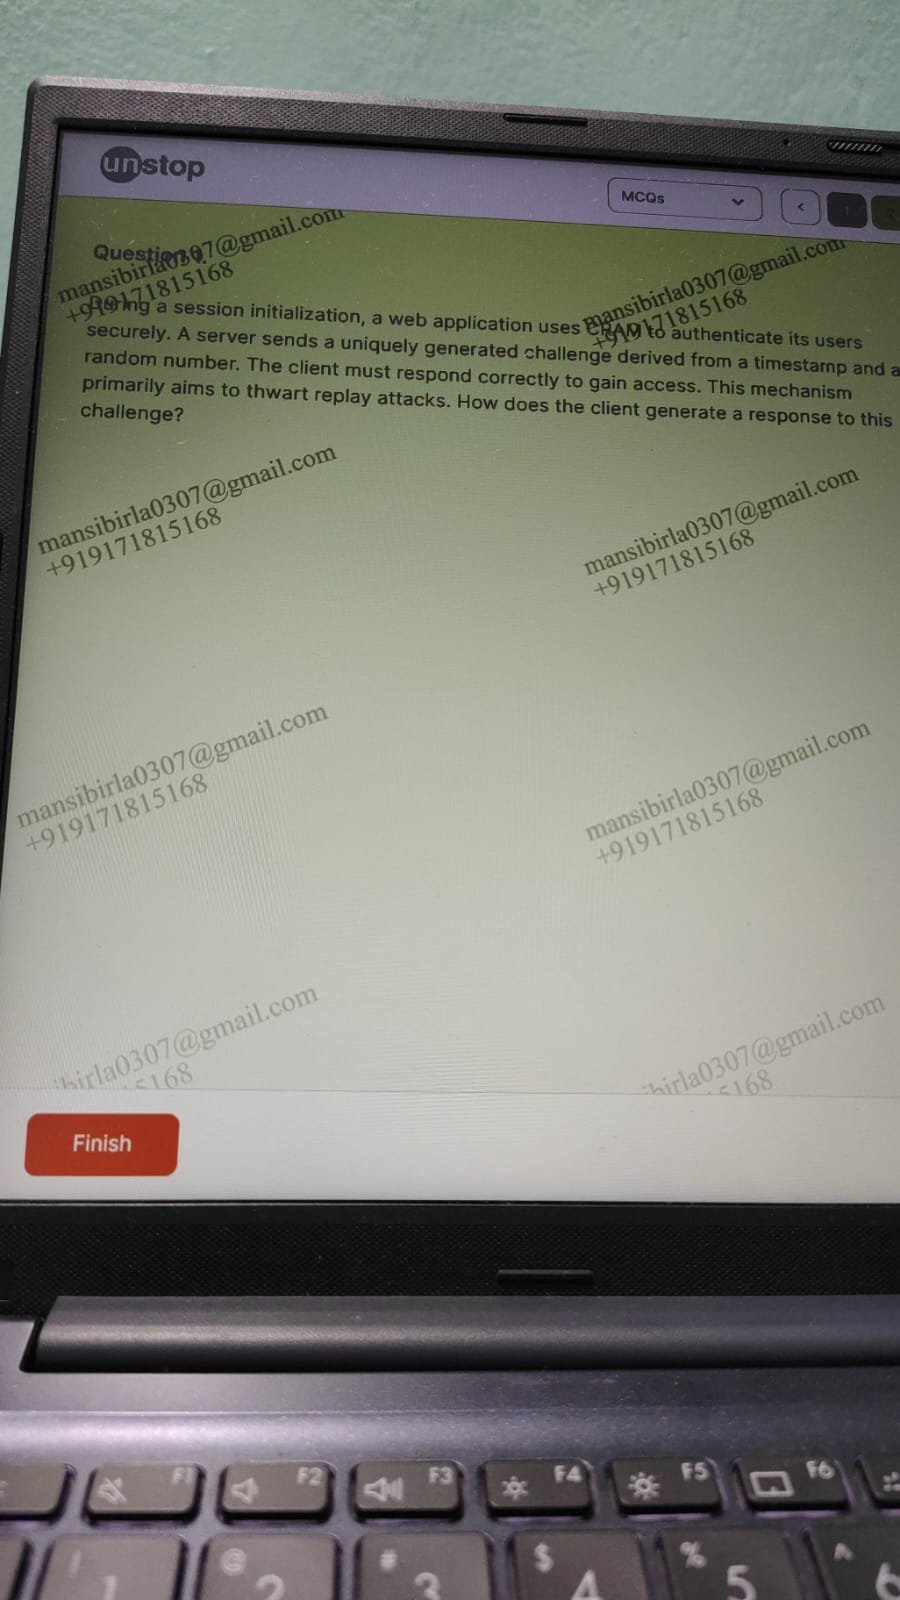 unstop
MCQs
1
Question 9
mansibirla0307@gmail.com
+919171815168
mansibirla0307@gmail.com
+919171815168
During a session initialization, a web application uses CRAM to authenticate its users
securely. A server sends a uniquely generated challenge derived from a timestamp and a
random number. The client must respond correctly to gain access. This mechanism
primarily aims to thwart replay attacks. How does the client generate a response to this
challenge?
mansibirla0307@gmail.com
+919171815168
mansibirla0307@gmail.com
+919171815168
mansibirla0307@gmail.com
+919171815168
mansibirla0307@gmail.com
+919171815168
birla0307@gmail.com
5168
birla0307@gmail.com
5168
Finish
F1 F2 F3 F4 F5 F6
! @ # $ % ^
1 2 3 4 5 6